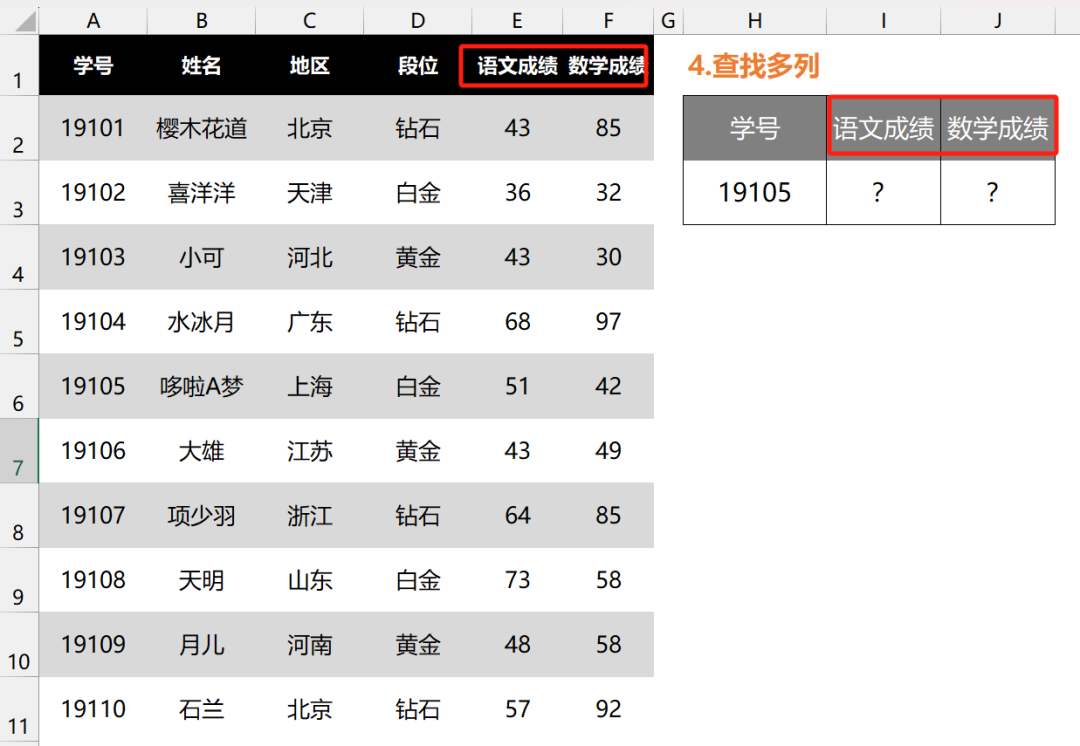 A B C D E F G H I J
1 学号 姓名 地区 段位 语文成绩 数学成绩 4.查找多列
2 19101 樱木花道 北京 钻石 43 85 学号 语文成绩 数学成绩
3 19102 喜洋洋 天津 白金 36 32 19105 ? ?
4 19103 小可 河北 黄金 43 30
5 19104 水冰月 广东 钻石 68 97
6 19105 哆啦A梦 上海 白金 51 42
7 19106 大雄 江苏 黄金 43 49
8 19107 项少羽 浙江 钻石 64 85
9 19108 天明 山东 白金 73 58
10 19109 月儿 河南 黄金 48 58
11 19110 石兰 北京 钻石 57 92